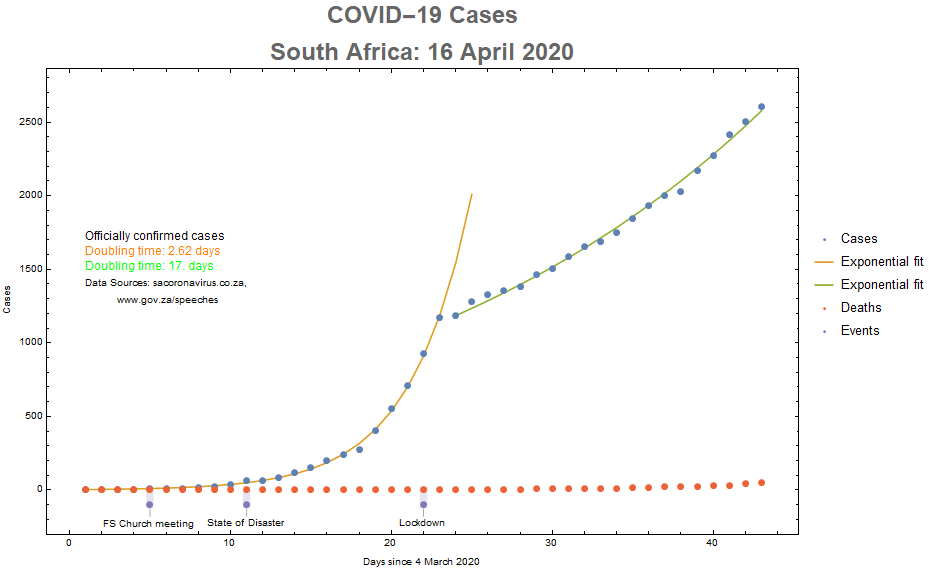 COVID–19 Cases
South Africa: 16 April 2020
2500
2000
1500
1000
500
0
Cases
Officially confirmed cases
Doubling time: 2.62 days
Doubling time: 17. days
Data Sources: sacoronavirus.co.za,
www.gov.za/speeches
FS Church meeting
State of Disaster
Lockdown
0
10
20
30
40
Days since 4 March 2020
Cases
Exponential fit
Exponential fit
Deaths
Events